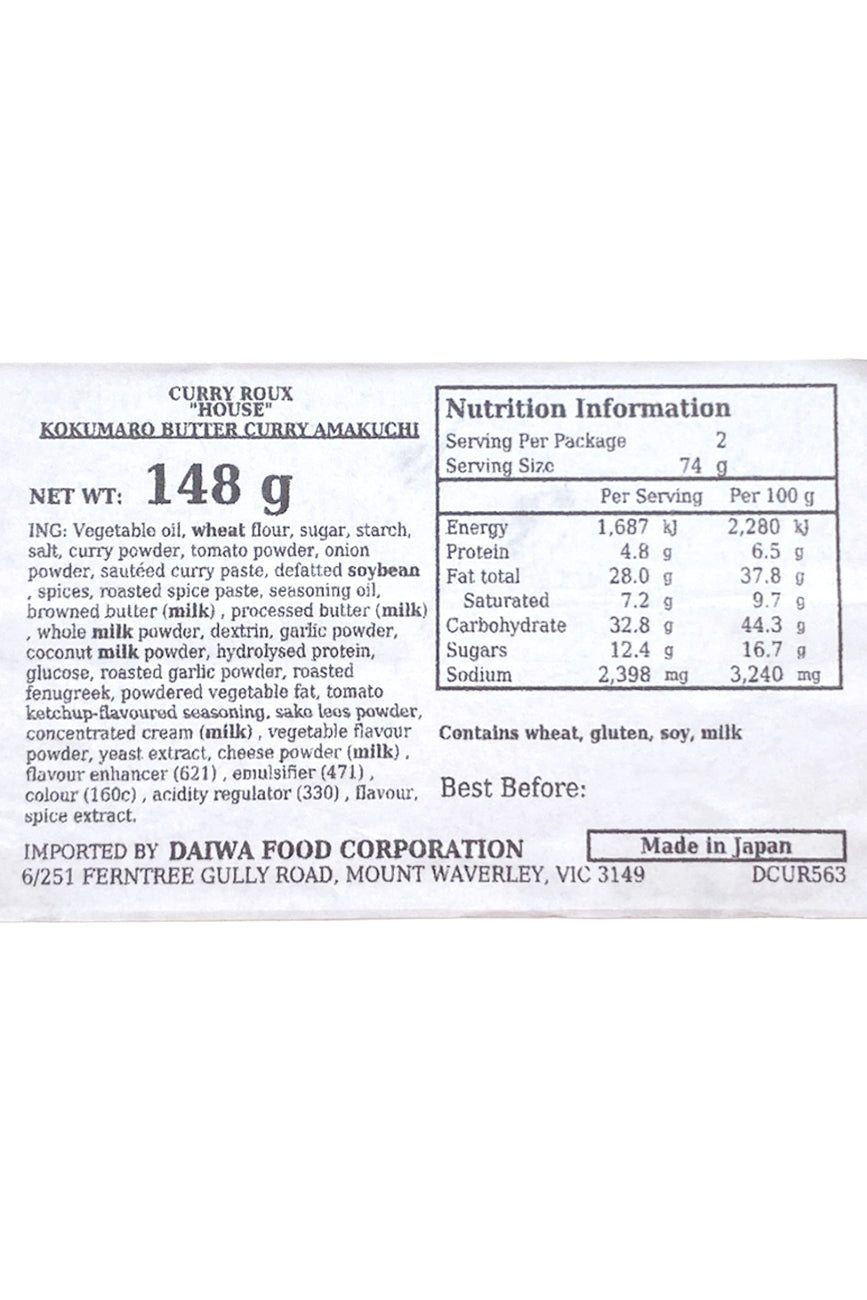 CURRY ROUX
"HOUSE"
KOKUMARO BUTTER CURRY AMAKUCHI
NET WT: 148 g
ING: Vegetable oil, wheat flour, sugar, starch,
salt, curry powder, tomato powder, onion
powder, sautéed curry paste, defatted soybean
, spices, roasted spice paste, seasoning oil,
browned butter (milk) , processed butter (milk)
, whole milk powder, dextrin, garlic powder,
coconut milk powder, hydrolysed protein,
glucose, roasted garlic powder, roasted
fenugreek, powdered vegetable fat, tomato
ketchup-flavoured seasoning, sake lees powder,
concentrated cream (milk) , vegetable flavour
powder, yeast extract, cheese powder (milk) ,
flavour enhancer (621) , emulsifier (471) ,
colour (160c) , acidity regulator (330) , flavour,
spice extract.
Nutrition Information
Serving Per Package 2
Serving Size 74 g
Per Serving Per 100 g
Energy 1,687 kJ 2,280 kJ
Protein 4.8 g 6.5 g
Fat total 28.0 g 37.8 g
Saturated 7.2 g 9.7 g
Carbohydrate 32.8 g 44.3 g
Sugars 12.4 g 16.7 g
Sodium 2,398 mg 3,240 mg
Contains wheat, gluten, soy, milk
Best Before:
IMPORTED BY DAIWA FOOD CORPORATION
Made in Japan
6/251 FERNTREE GULLY ROAD, MOUNT WAVERLEY, VIC 3149
DCUR563